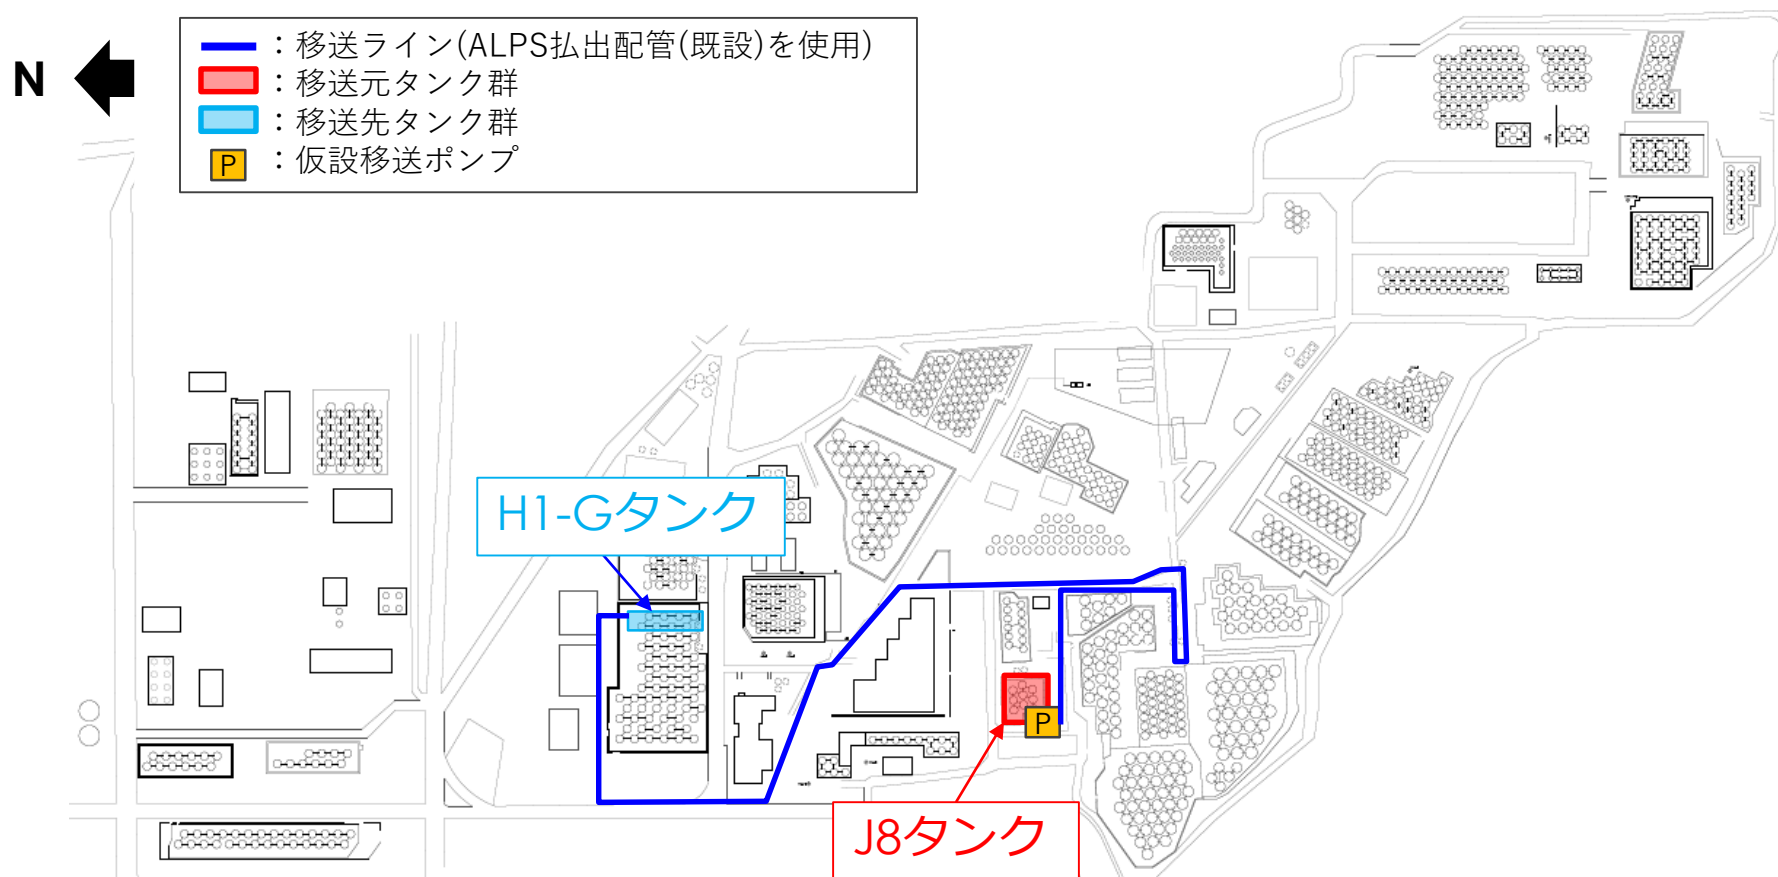 N
：移送ライン(ALPS払出配管(既設)を使用)
：移送元タンク群
：移送先タンク群
P ：仮設移送ポンプ
H1-Gタンク
P
J8タンク